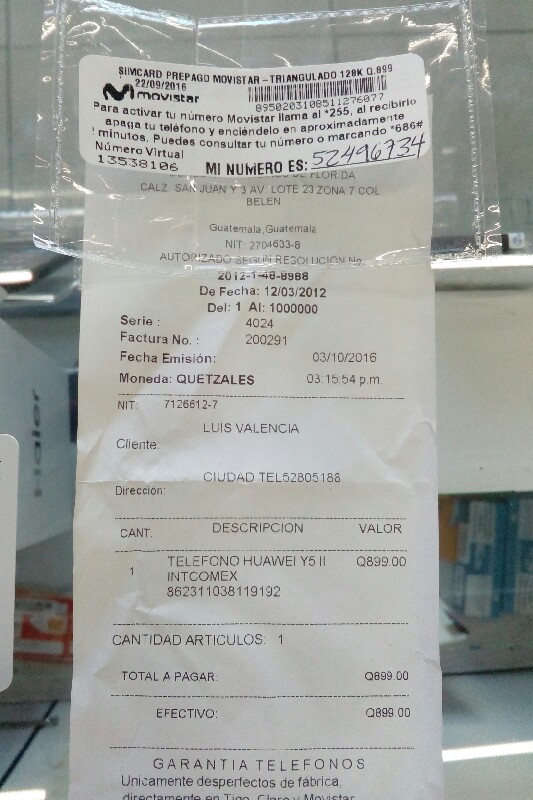 SIMCARD PREPAGO MOVISTAR - TRIANGULADO 128K Q.899
22/09/2016
movistar
8950203108511276077
Para activar tu número Movistar llama al *255, al recibirlo
apaga tu teléfono y enciéndelo en aproximadamente
minutos. Puedes consultar tu número o marcando *686#
Número Virtual
13538106
MI NUMERO ES: 52496734
DE FLORIDA
CALZ. SAN JUAN Y 3 AV. LOTE 23 ZONA 7 COL
BELEN
Guatemala,Guatemala
NIT: 2704633-8
AUTORIZADO SEGUN RESOLUCION No
2012-1-48-8988
De Fecha: 12/03/2012
Del: 1 Al: 1000000
Serie : 4024
Factura No. : 200291
Fecha Emisión: 03/10/2016
Moneda: QUETZALES 03:15:54 p.m.
NIT: 7126612-7
LUIS VALENCIA
Cliente:
CIUDAD TEL52805188
Dirección:
CANT. DESCRIPCION VALOR
1 TELEFONO HUAWEI Y5 II Q899.00
INTCOMEX
862311038119192
CANTIDAD ARTICULOS: 1
TOTAL A PAGAR: Q899.00
EFECTIVO: Q899.00
GARANTIA TELEFONOS
Unicamente desperfectos de fábrica,
directamente en Tigo, Claro y Movistar
Haier